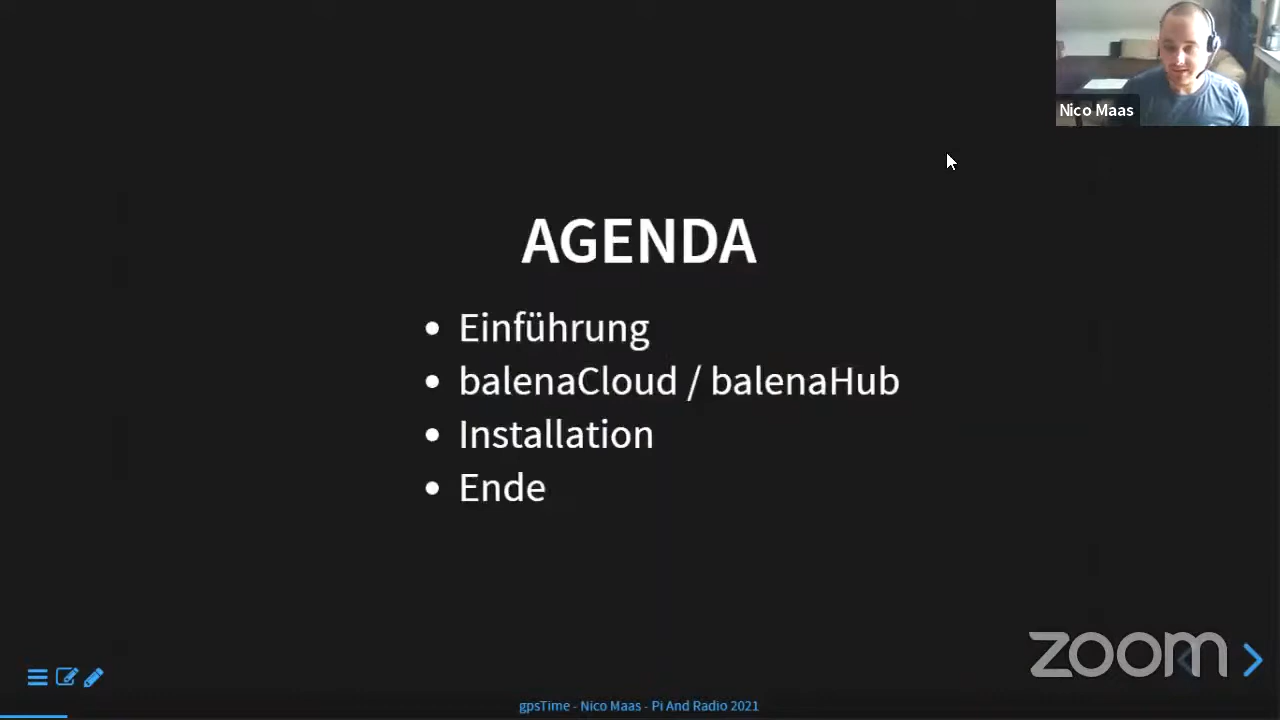 Nico Maas
AGENDA
• Einführung
• balenaCloud / balenaHub
• Installation
• Ende
zoom
gpsTime - Nico Maas - Pi And Radio 2021